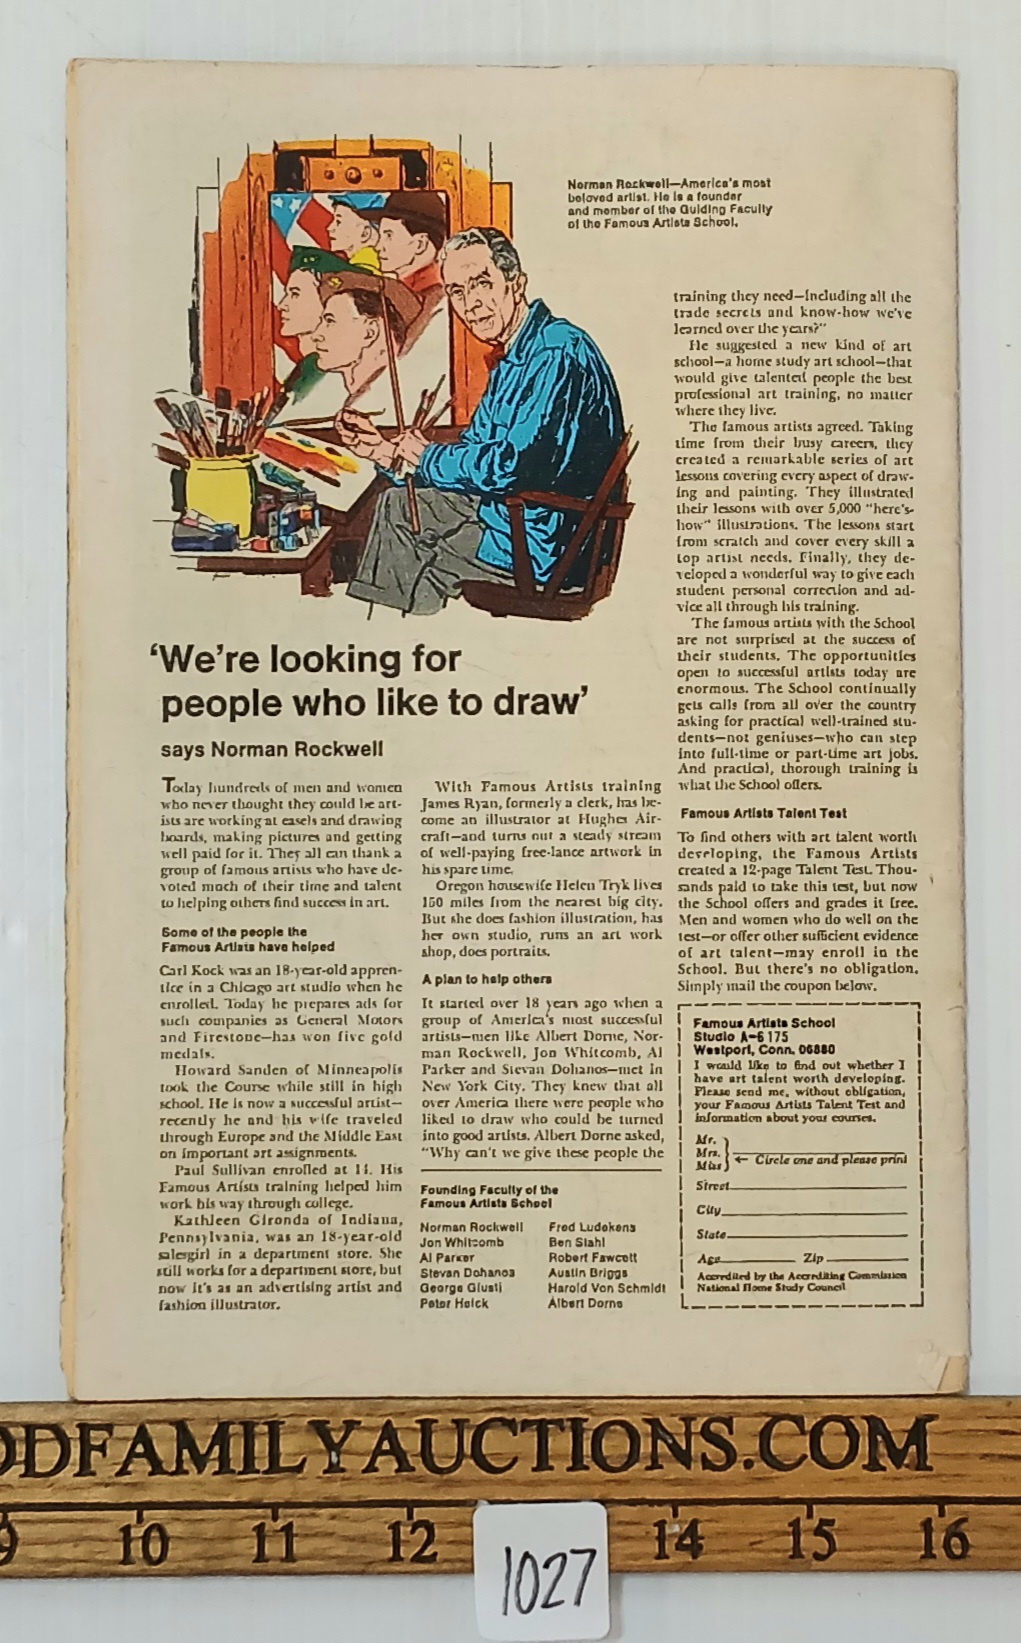 Norman Rockwell—America's most
beloved artist. He is a founder
and member of the Guiding Faculty
of the Famous Artists School.
'We're looking for
people who like to draw'
says Norman Rockwell
Today hundreds of men and women
who never thought they could be art-
ists are working at easels and drawing
boards, making pictures and getting
well paid for it. They all can thank a
group of famous artists who have de-
voted much of their time and talent
to helping others find success in art.
Some of the people the
Famous Artists have helped
Carl Kock was an 18-year-old appren-
tice in a Chicago art studio when he
enrolled. Today he prepares ads for
such companies as General Motors
and Firestone—has won five gold
medals.
Howard Sanden of Minneapolis
took the Course while still in high
school. He is now a successful artist—
recently he and his wife traveled
through Europe and the Middle East
on important art assignments.
Paul Sullivan enrolled at 14. His
Famous Artists training helped him
work his way through college.
Kathleen Gironda of Indiana,
Pennsylvania, was an 18-year-old
salesgirl in a department store. She
still works for a department store, but
now it's as an advertising artist and
fashion illustrator.
With Famous Artists training
James Ryan, formerly a clerk, has be-
come an illustrator at Hughes Air-
craft—and turns out a steady stream
of well-paying free-lance artwork in
his spare time.
Oregon housewife Helen Tryk lives
150 miles from the nearest big city.
But she does fashion illustration, has
her own studio, runs an art work
shop, does portraits.
A plan to help others
It started over 18 years ago when a
group of America's most successful
artists—men like Albert Dorne, Nor-
man Rockwell, Jon Whitcomb, Al
Parker and Stevan Dohanos—met in
New York City. They knew that all
over America there were people who
liked to draw who could be turned
into good artists. Albert Dorne asked,
"Why can't we give these people the
Founding Faculty of the
Famous Artists School
Norman Rockwell
Jon Whitcomb
Al Parker
Stevan Dohanos
George Giusti
Peter Helck
Fred Ludekens
Ben Stahl
Robert Fawcett
Austin Briggs
Harold Von Schmidt
Albert Dorne
training they need—including all the
trade secrets and know-how we've
learned over the years?"
He suggested a new kind of art
school—a home study art school—that
would give talented people the best
professional art training, no matter
where they live.
The famous artists agreed. Taking
time from their busy careers, they
created a remarkable series of art
lessons covering every aspect of draw-
ing and painting. They illustrated
their lessons with over 5,000 "here's-
how" illustrations. The lessons start
from scratch and cover every skill a
top artist needs. Finally, they de-
veloped a wonderful way to give each
student personal correction and ad-
vice all through his training.
The famous artists with the School
are not surprised at the success of
their students. The opportunities
open to successful artists today are
enormous. The School continually
gets calls from all over the country
asking for practical well-trained stu-
dents—not geniuses—who can step
into full-time or part-time art jobs.
And practical, thorough training is
what the School offers.
Famous Artists Talent Test
To find others with art talent worth
developing, the Famous Artists
created a 12-page Talent Test. Thou-
sands paid to take this test, but now
the School offers and grades it free.
Men and women who do well on the
test—or offer other sufficient evidence
of art talent—may enroll in the
School. But there's no obligation.
Simply mail the coupon below.
Famous Artists School
Studio A-6175
Westport, Conn. 06880
I would like to find out whether I
have art talent worth developing.
Please send me, without obligation,
your Famous Artists Talent Test and
information about your courses.
Mr.
Mrs.
Miss
← Circle one and please print
Street
City
State
Age Zip
Accredited by the Accrediting Commission
National Home Study Council
ODFAMILYAUCTIONS.COM
9 10 11 12 14 15 16
1027